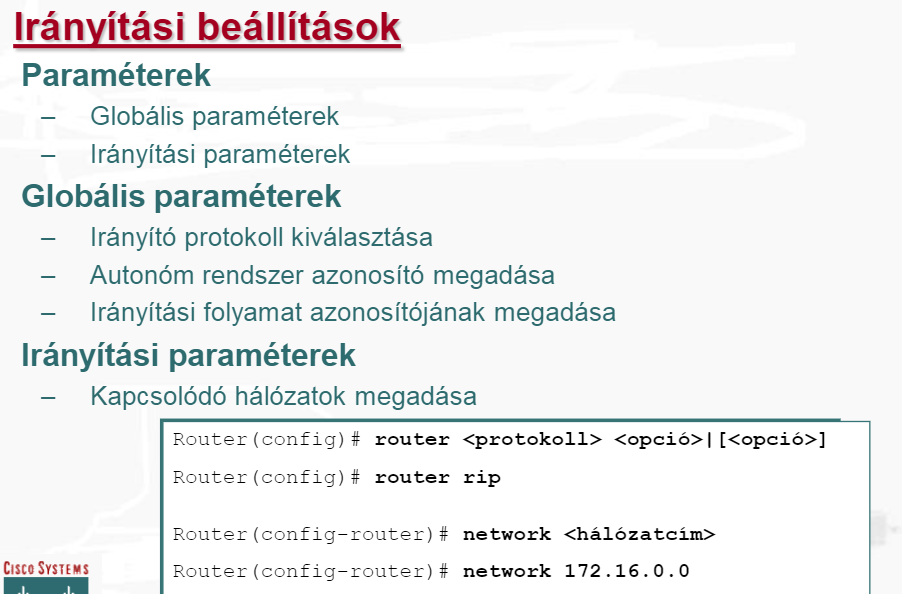 Irányítási beállítások
Paraméterek
– Globális paraméterek
– Irányítási paraméterek
Globális paraméterek
– Irányító protokoll kiválasztása
– Autonóm rendszer azonosító megadása
– Irányítási folyamat azonosítójának megadása
Irányítási paraméterek
– Kapcsolódó hálózatok megadása
Router(config)# router <protokoll> <opció>|[<opció>]
Router(config)# router rip
Router(config-router)# network <hálózatcím>
Router(config-router)# network 172.16.0.0
CISCO SYSTEMS